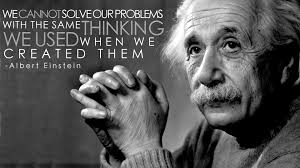 WE CANNOT SOLVE OUR PROBLEMS
WITH THE SAME THINKING
WE USED WHEN WE
CREATED THEM
-Albert Einstein